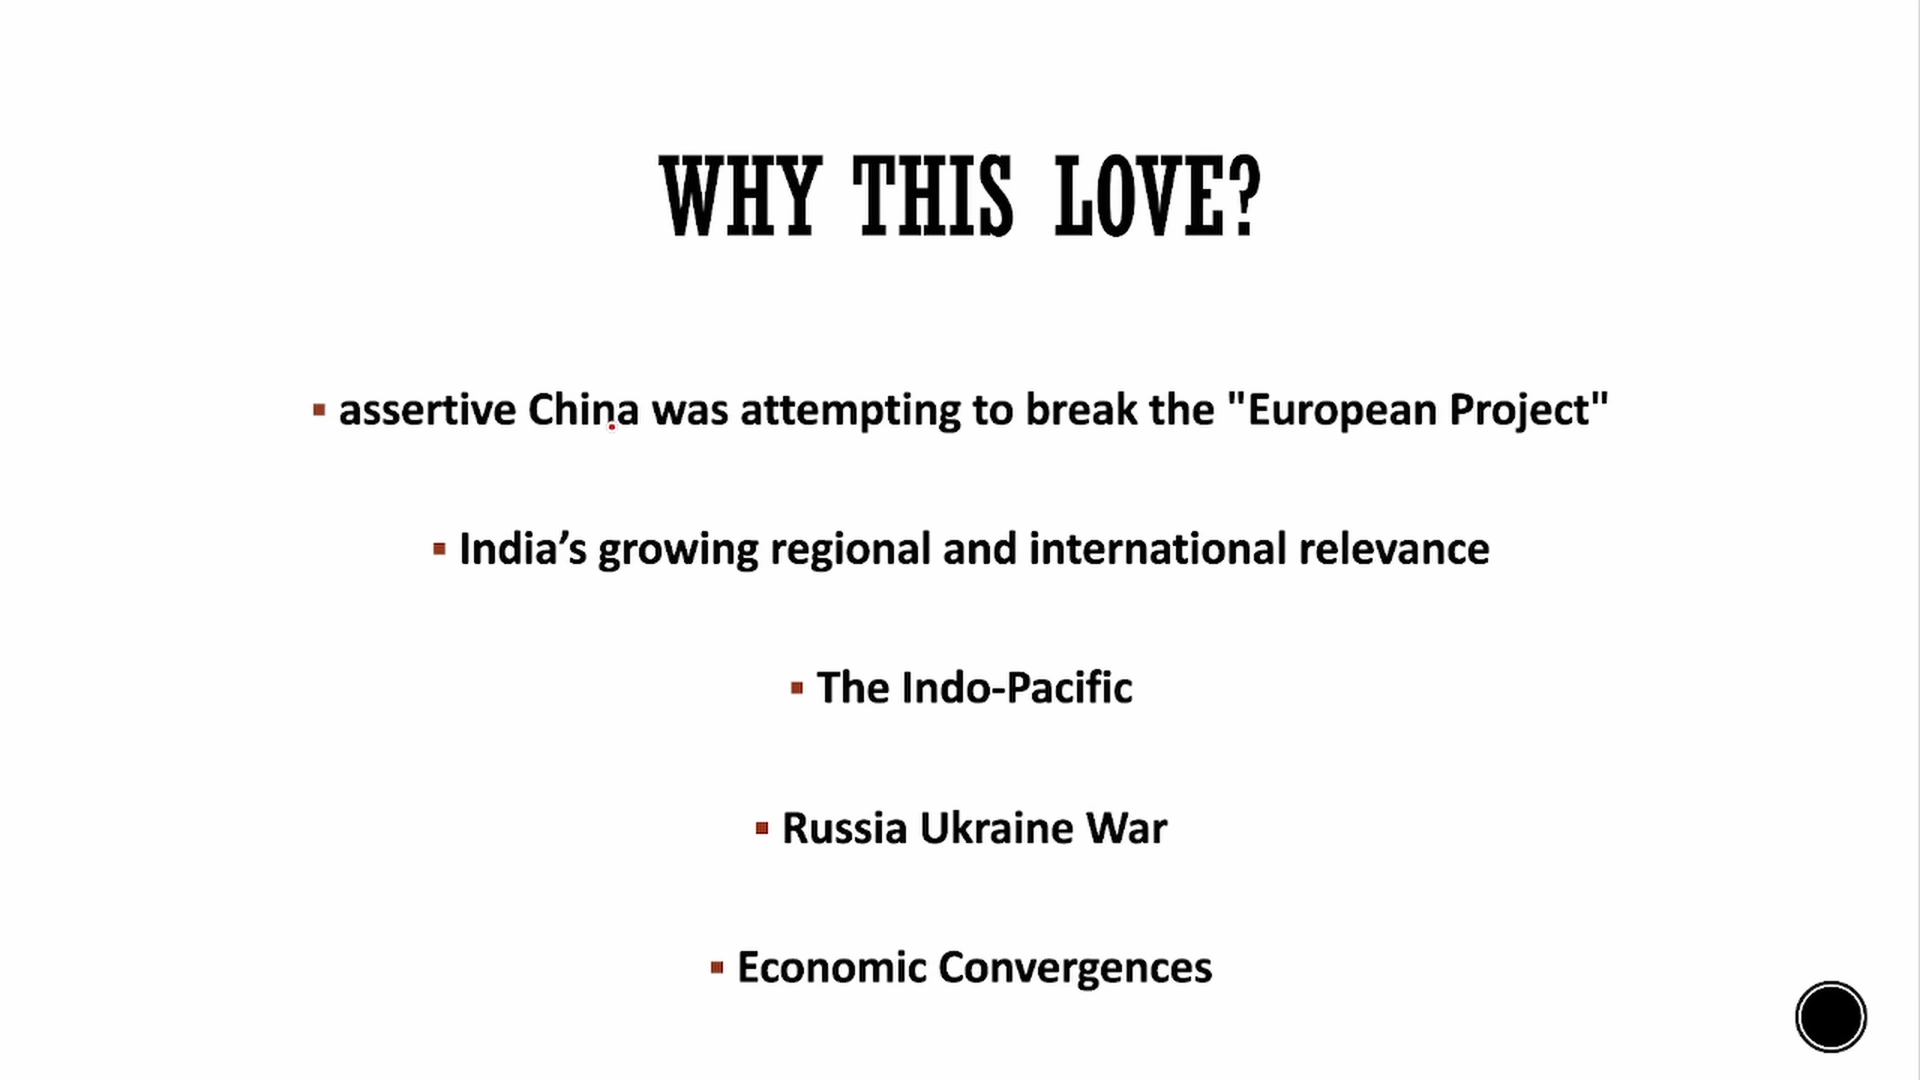 WHY THIS LOVE?
▪ assertive China was attempting to break the "European Project"
▪ India’s growing regional and international relevance
▪ The Indo-Pacific
▪ Russia Ukraine War
▪ Economic Convergences